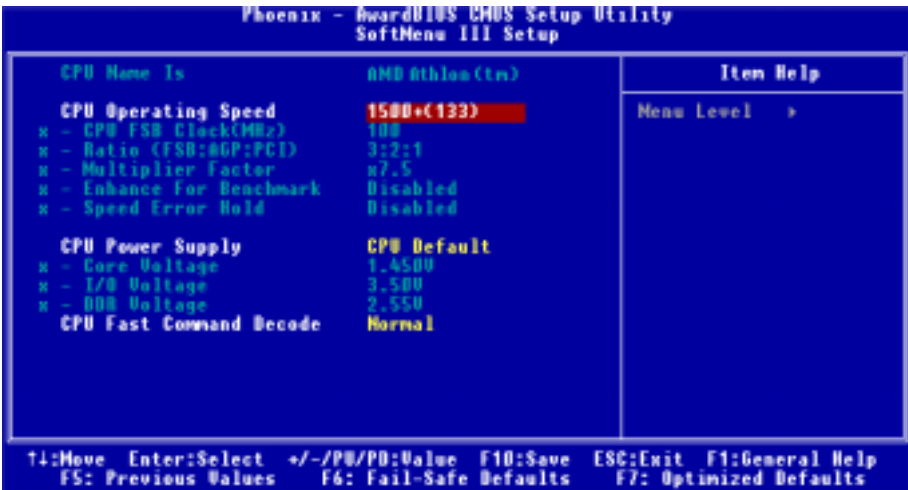 Phoenix - AwardBIOS CMOS Setup Utility
SoftMenu III Setup
CPU Name Is AMD Athlon(tm)
Item Help
CPU Operating Speed 1500+(133)
Menu Level ▸
x - CPU FSB Clock(MHz) 100
x - Ratio (FSB:AGP:PCI) 3:2:1
x - Multiplier Factor x7.5
x - Enhance For Benchmark Disabled
x - Speed Error Hold Disabled
CPU Power Supply CPU Default
x - Core Voltage 1.450V
x - I/O Voltage 3.50V
x - DDR Voltage 2.55V
CPU Fast Command Decode Normal
↑↓:Move Enter:Select +/-/PU/PD:Value F10:Save ESC:Exit F1:General Help
F5: Previous Values F6: Fail-Safe Defaults F7: Optimized Defaults